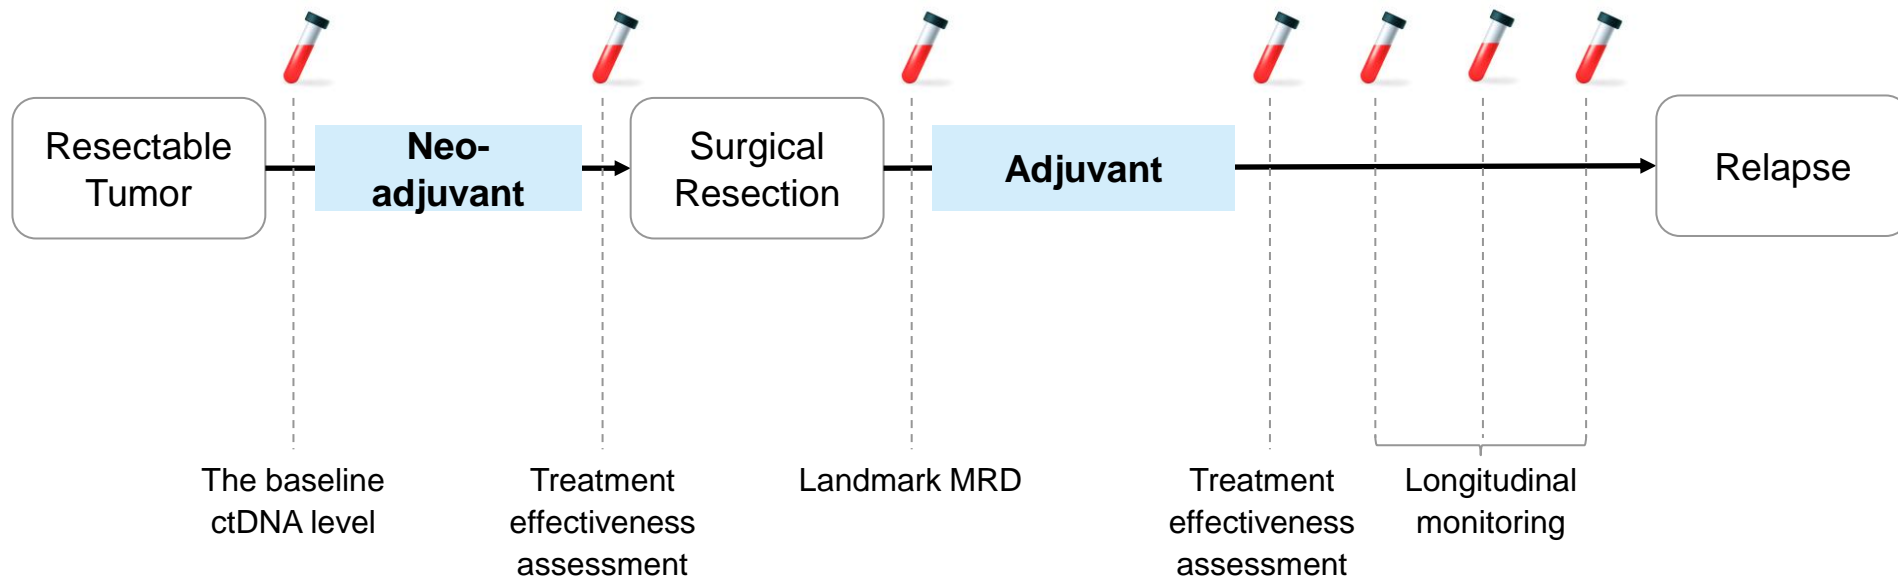 Resectable
Tumor
Neo-
adjuvant
Surgical
Resection
Adjuvant
Relapse
The baseline
ctDNA level
Treatment
effectiveness
assessment
Landmark MRD
Treatment
effectiveness
assessment
Longitudinal
monitoring